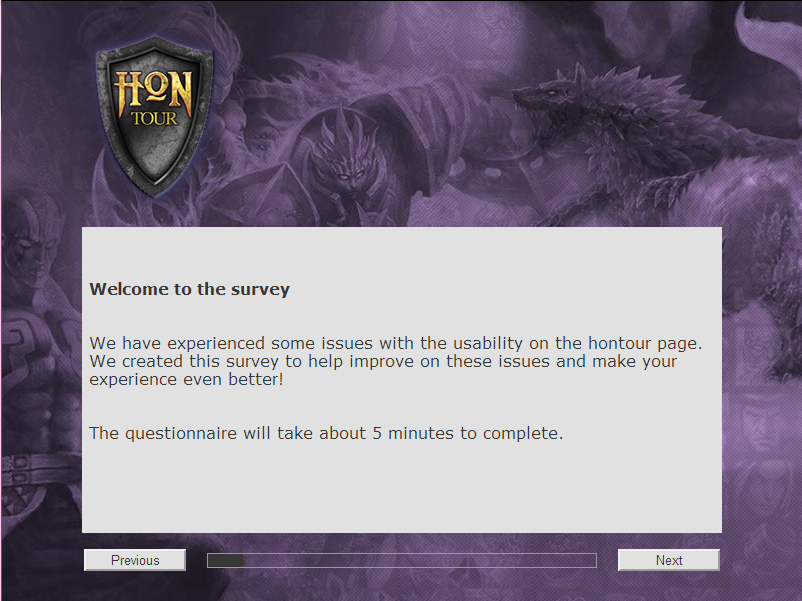 HoN
TOUR
Welcome to the survey
We have experienced some issues with the usability on the hontour page.
We created this survey to help improve on these issues and make your
experience even better!
The questionnaire will take about 5 minutes to complete.
Previous
Next